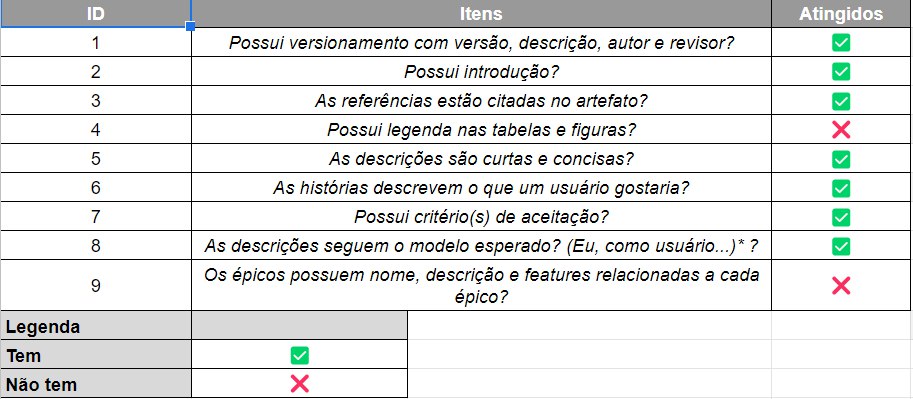 ID Itens Atingidos
1 Possui versionamento com versão, descrição, autor e revisor? ✅
2 Possui introdução? ✅
3 As referências estão citadas no artefato? ✅
4 Possui legenda nas tabelas e figuras? ❌
5 As descrições são curtas e concisas? ✅
6 As histórias descrevem o que um usuário gostaria? ✅
7 Possui critério(s) de aceitação? ✅
8 As descrições seguem o modelo esperado? (Eu, como usuário...)* ? ✅
9 Os épicos possuem nome, descrição e features relacionadas a cada
épico? ❌
Legenda
Tem ✅
Não tem ❌